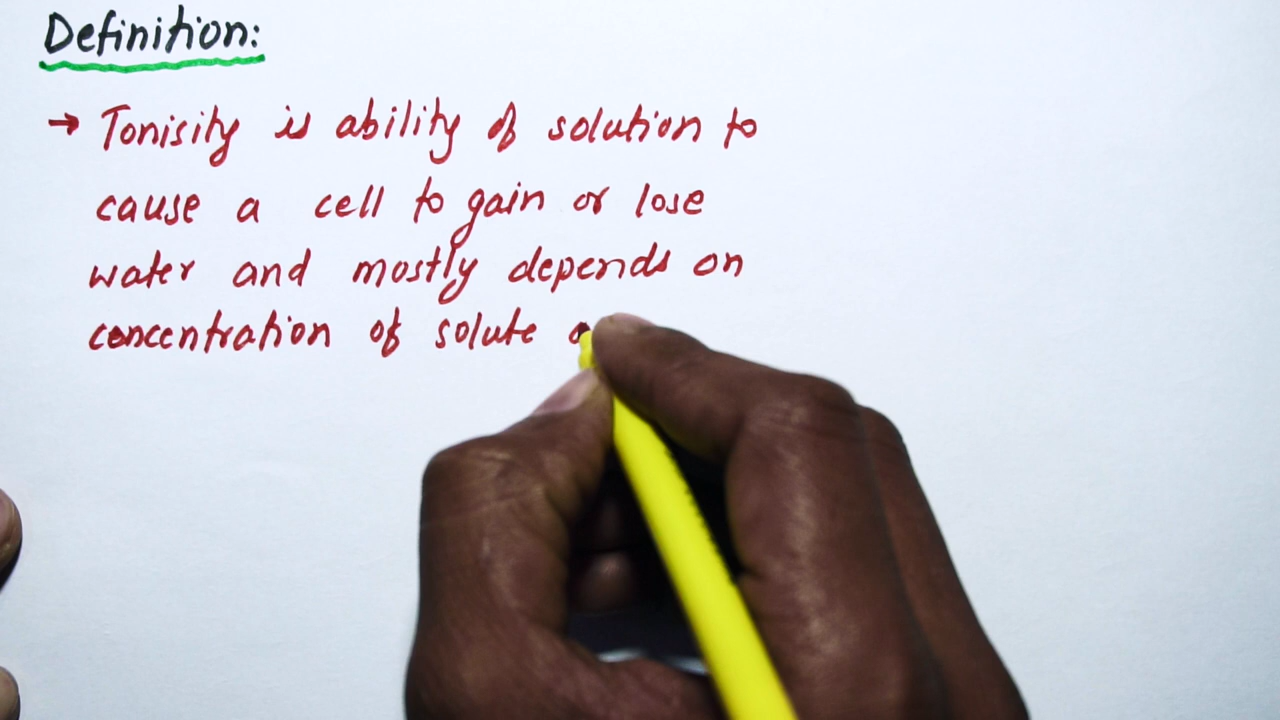 Definition:
→ Tonisity is ability of solution to
cause a cell to gain or lose
water and mostly depends on
concentration of solute